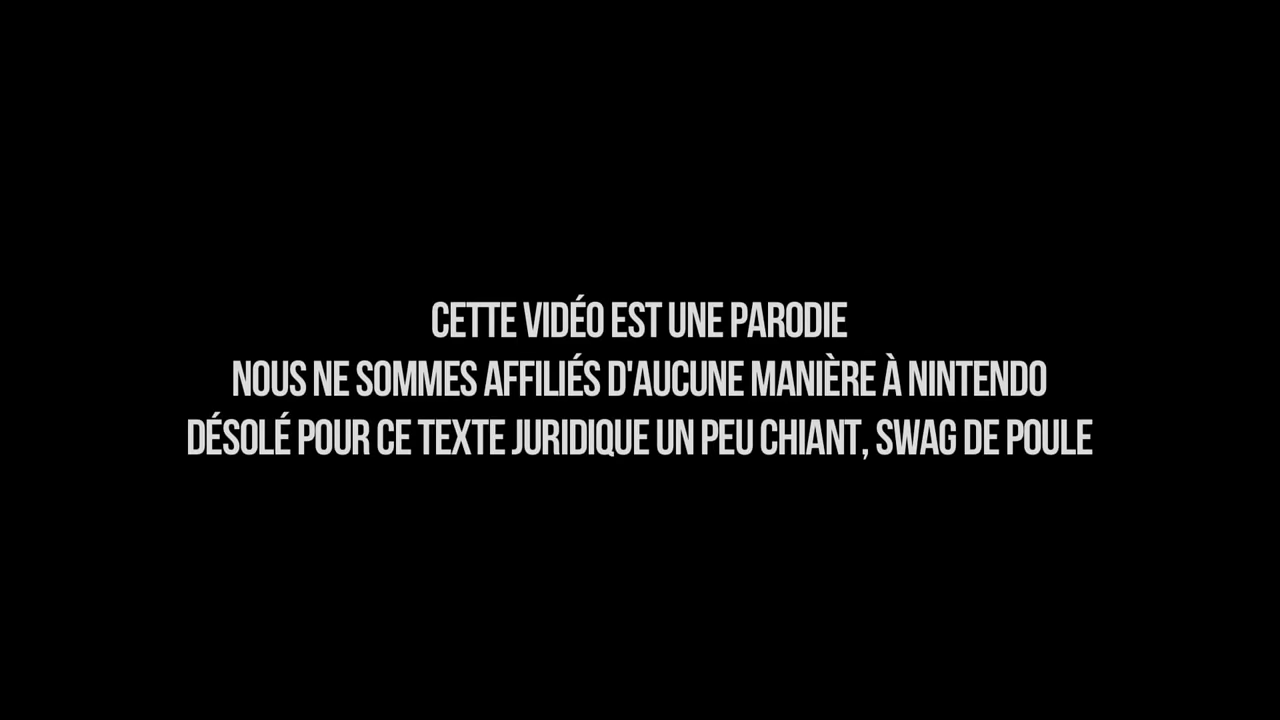 CETTE VIDÉO EST UNE PARODIE
NOUS NE SOMMES AFFILIÉS D'AUCUNE MANIÈRE À NINTENDO
DÉSOLÉ POUR CE TEXTE JURIDIQUE UN PEU CHIANT, SWAG DE POULE